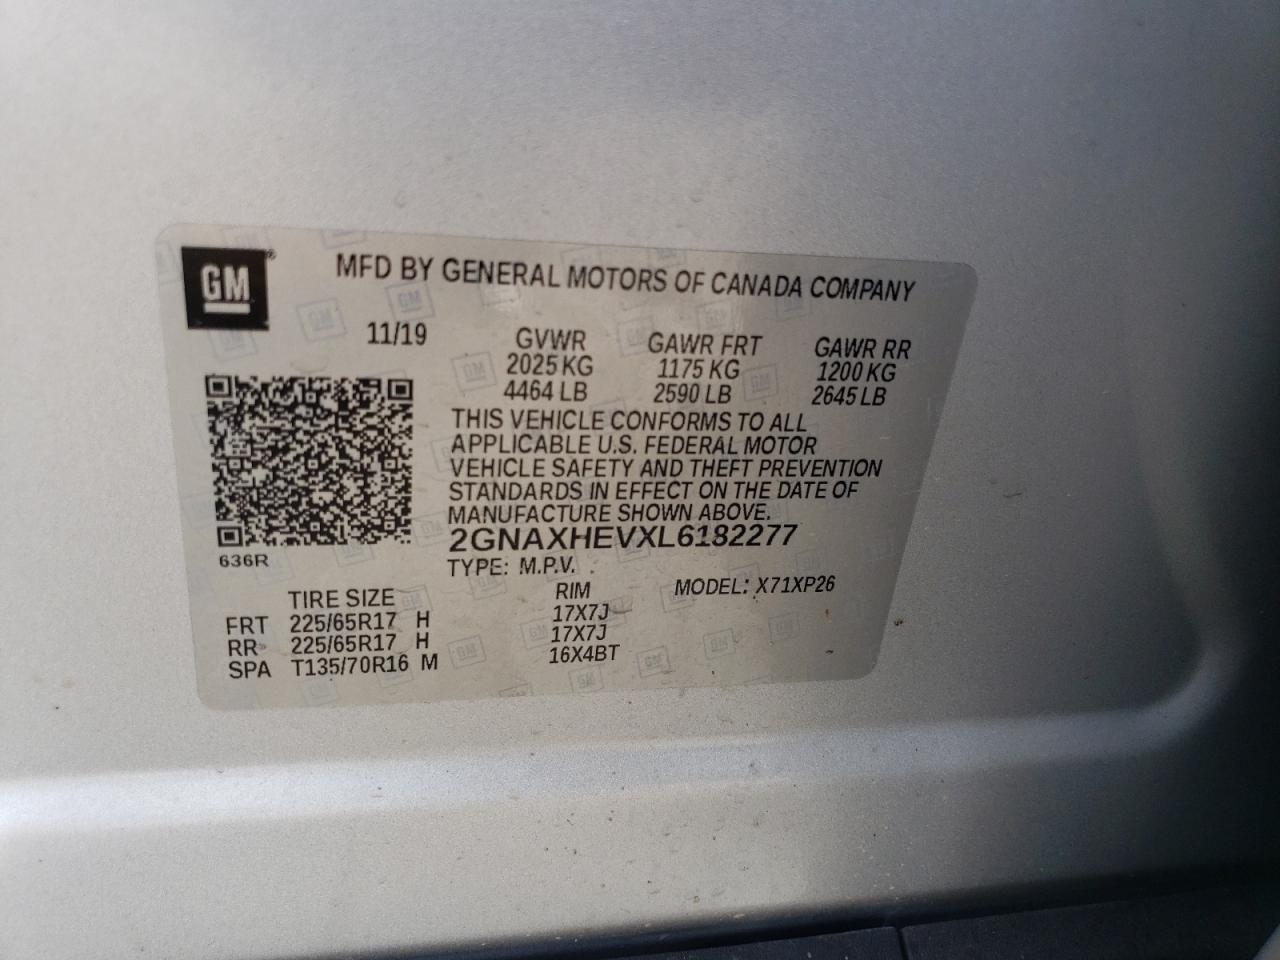 GM®
MFD BY GENERAL MOTORS OF CANADA COMPANY
11/19 GVWR GAWR FRT GAWR RR
2025 KG 1175 KG 1200 KG
4464 LB 2590 LB 2645 LB
THIS VEHICLE CONFORMS TO ALL
APPLICABLE U.S. FEDERAL MOTOR
VEHICLE SAFETY AND THEFT PREVENTION
STANDARDS IN EFFECT ON THE DATE OF
MANUFACTURE SHOWN ABOVE.
2GNAXHEVXL6182277
636R
TYPE: M.P.V.
MODEL: X71XP26
TIRE SIZE RIM
FRT 225/65R17 H 17X7J
RR 225/65R17 H 17X7J
SPA T135/70R16 M 16X4BT